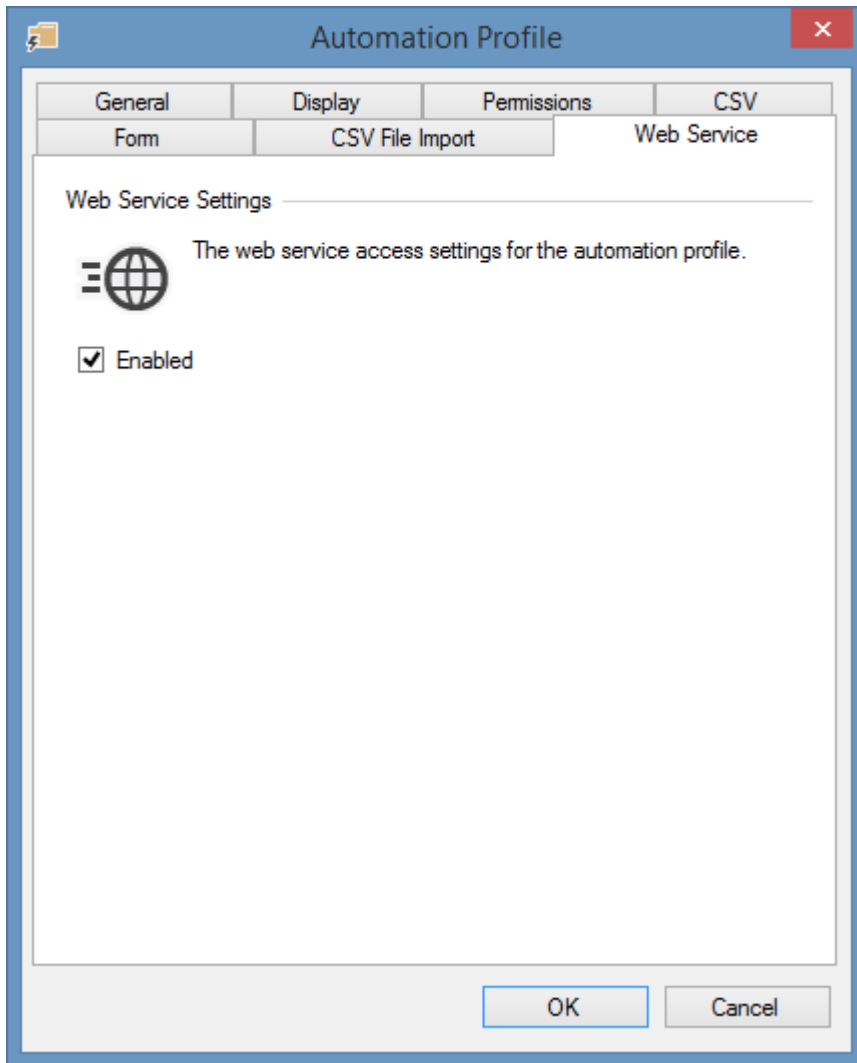 Automation Profile
General Display Permissions CSV
Form CSV File Import Web Service
Web Service Settings
The web service access settings for the automation profile.
Enabled
OK Cancel